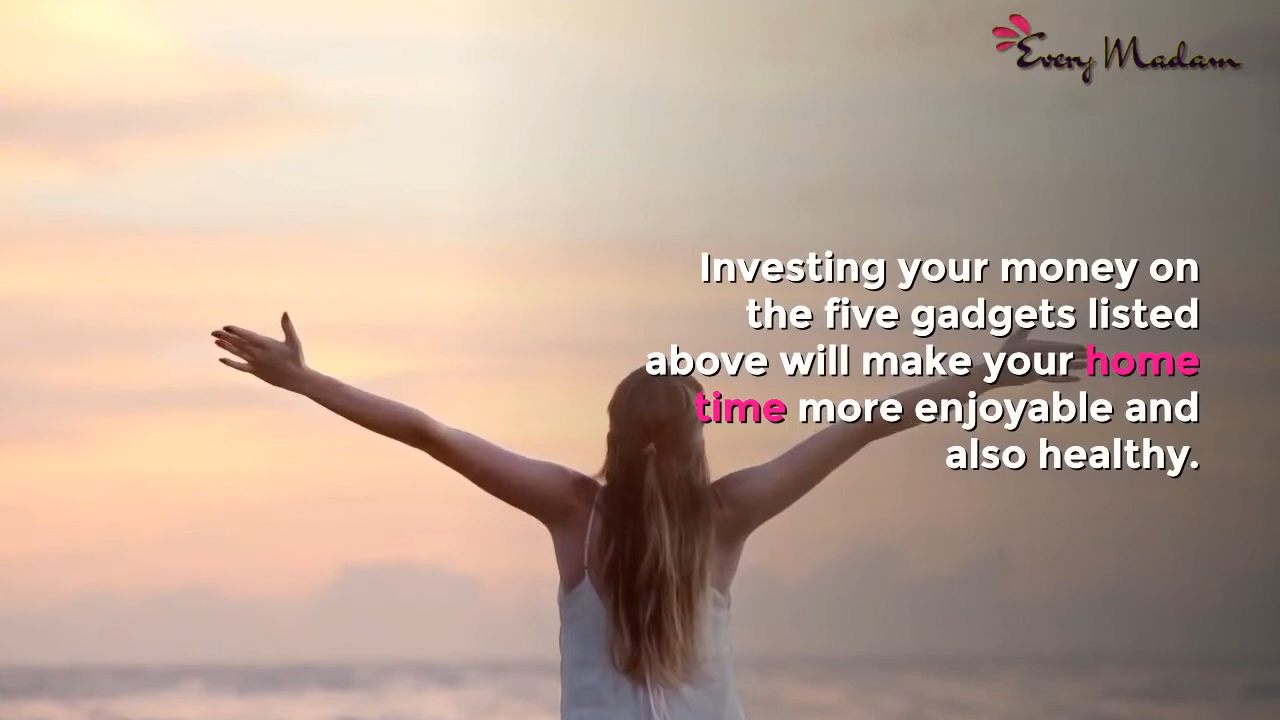 Every Madam
Investing your money on
the five gadgets listed
above will make your home
time more enjoyable and
also healthy.